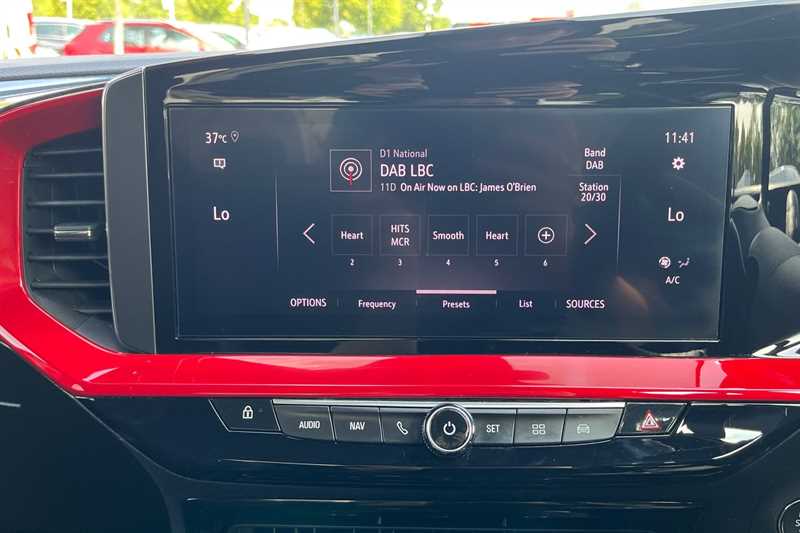 37°C
11:41
D1 National
DAB LBC
11D On Air Now on LBC: James O'Brien
Band
DAB
Station
20/30
Lo
Lo
Heart
HITS
MCR
Smooth
Heart
2
3
4
5
6
A/C
OPTIONS
Frequency
Presets
List
SOURCES
AUDIO
NAV
SET